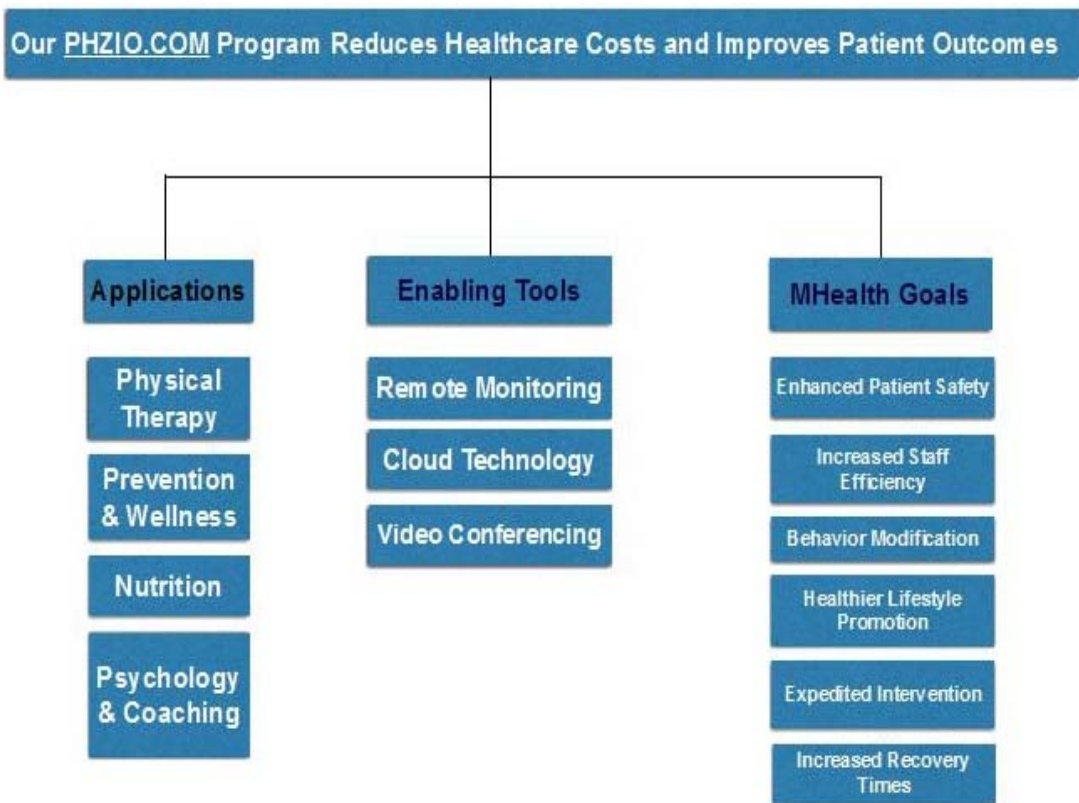 Our PHZIO.COM Program Reduces Healthcare Costs and Improves Patient Outcomes
Applications
Physical
Therapy
Prevention
& Wellness
Nutrition
Psychology
& Coaching
Enabling Tools
Remote Monitoring
Cloud Technology
Video Conferencing
MHealth Goals
Enhanced Patient Safety
Increased Staff
Efficiency
Behavior Modification
Healthier Lifestyle
Promotion
Expedited Intervention
Increased Recovery
Times